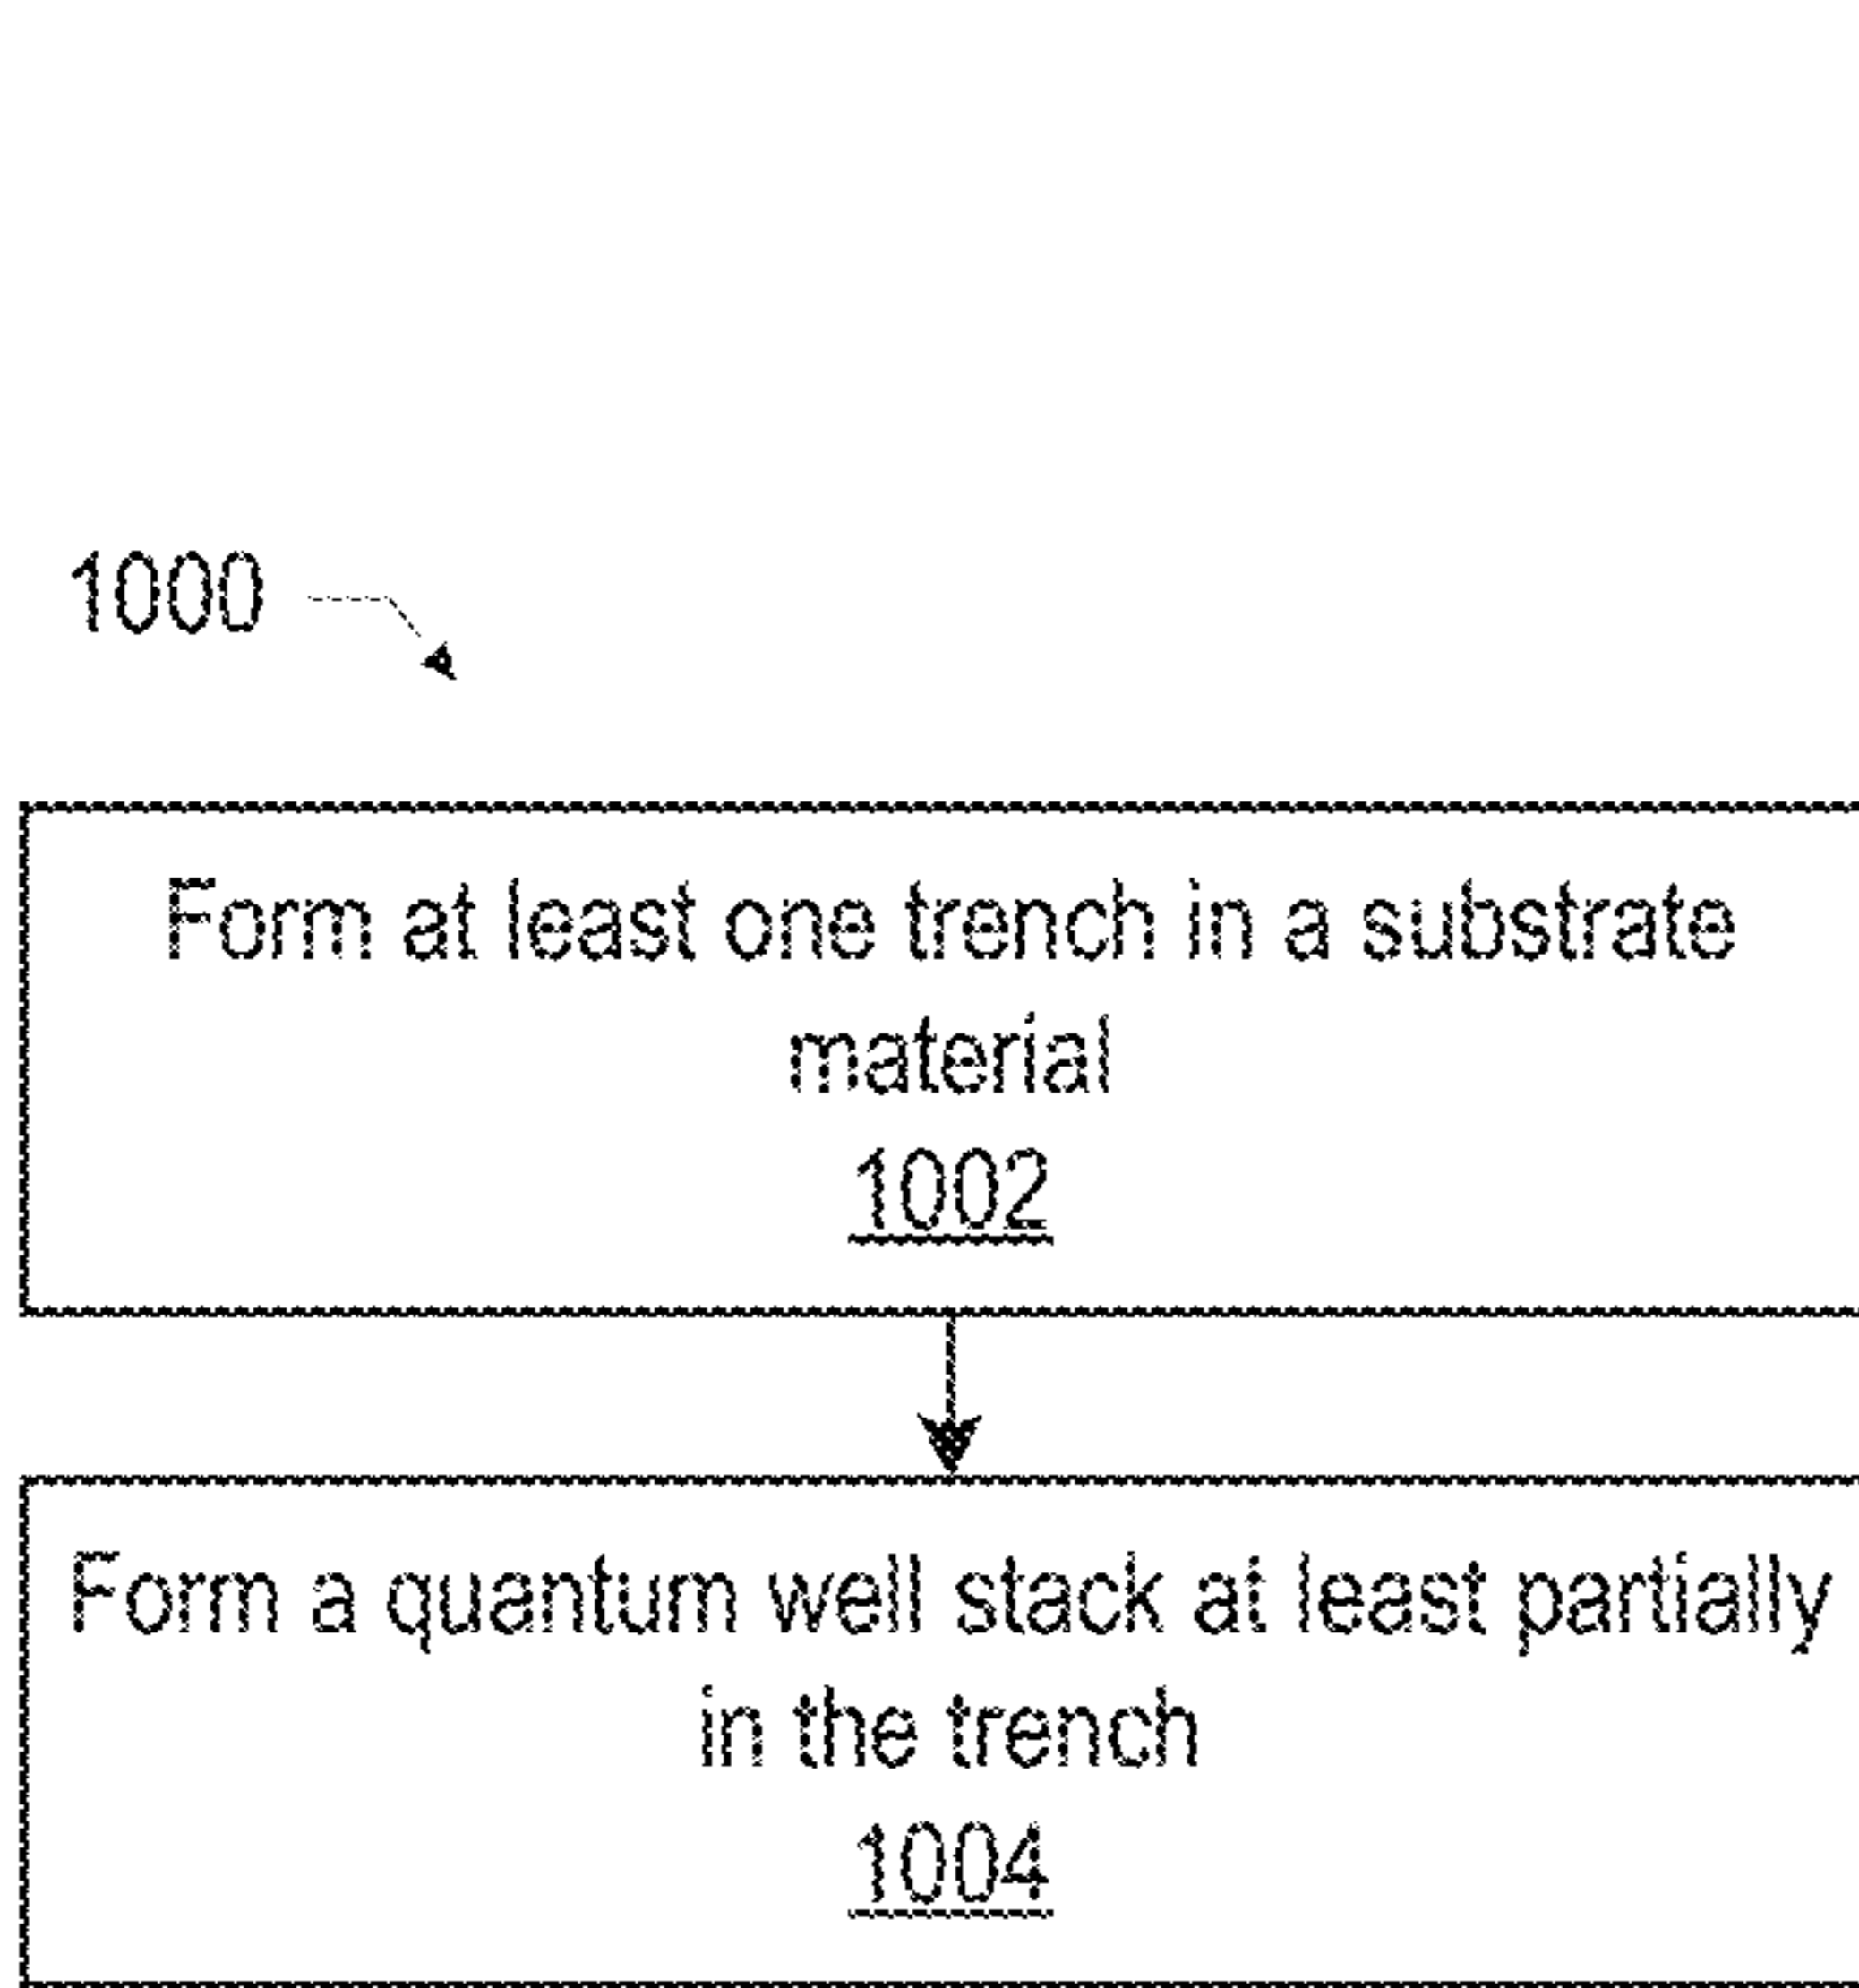 1000
Form at least one trench in a substrate
material
1002
Form a quantum well stack at least partially
in the trench
1004